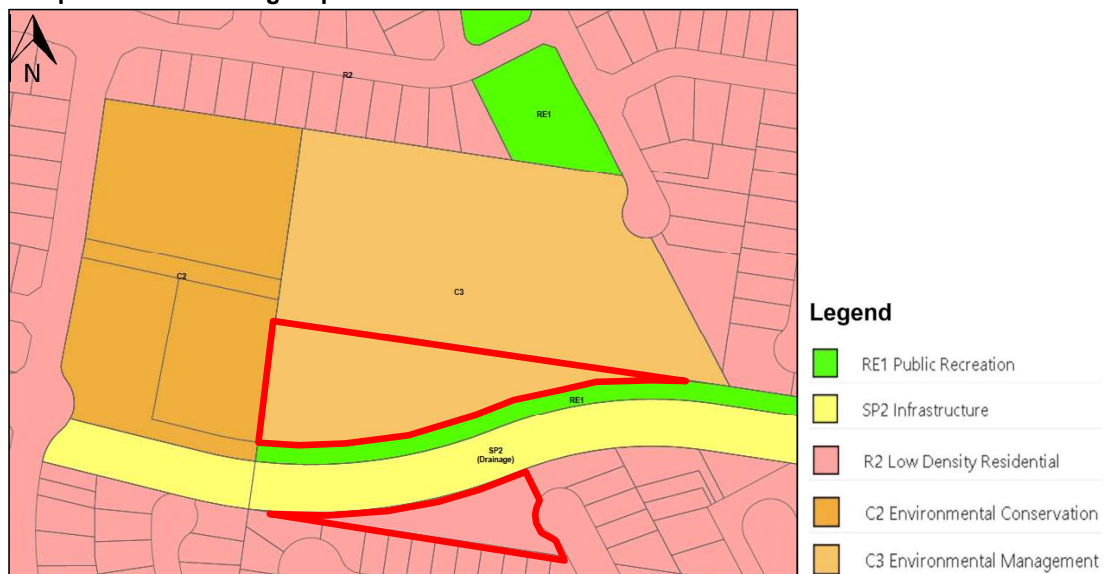 N
R2
RE1
C2
C3
RE1
SP2
(Drainage)
Legend
RE1 Public Recreation
SP2 Infrastructure
R2 Low Density Residential
C2 Environmental Conservation
C3 Environmental Management